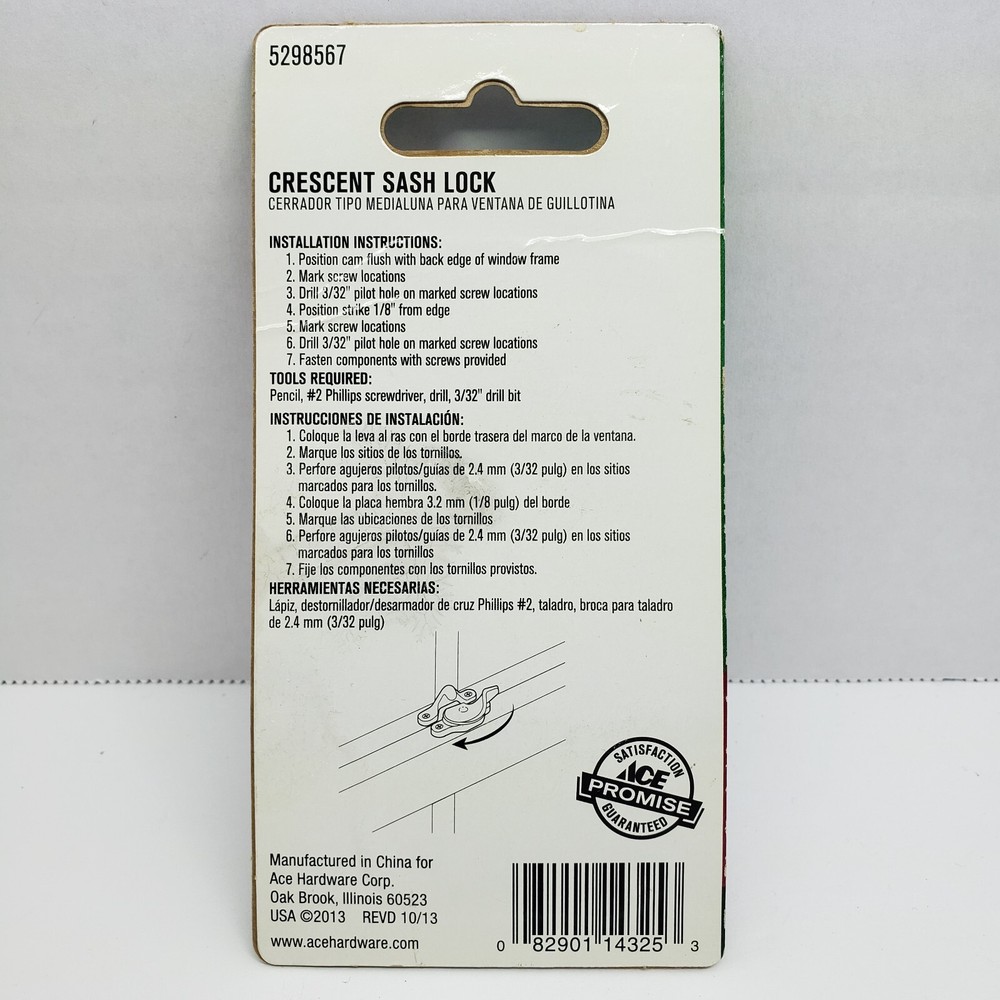 5298567
CRESCENT SASH LOCK
CERRADOR TIPO MEDIALUNA PARA VENTANA DE GUILLOTINA
INSTALLATION INSTRUCTIONS:
1. Position cam flush with back edge of window frame
2. Mark screw locations
3. Drill 3/32" pilot hole on marked screw locations
4. Position strike 1/8" from edge
5. Mark screw locations
6. Drill 3/32" pilot hole on marked screw locations
7. Fasten components with screws provided
TOOLS REQUIRED:
Pencil, #2 Phillips screwdriver, drill, 3/32" drill bit
INSTRUCCIONES DE INSTALACIÓN:
1. Coloque la leva al ras con el borde trasera del marco de la ventana.
2. Marque los sitios de los tornillos.
3. Perfore agujeros pilotos/guías de 2.4 mm (3/32 pulg) en los sitios
marcados para los tornillos.
4. Coloque la placa hembra 3.2 mm (1/8 pulg) del borde
5. Marque las ubicaciones de los tornillos
6. Perfore agujeros pilotos/guías de 2.4 mm (3/32 pulg) en los sitios
marcados para los tornillos
7. Fije los componentes con los tornillos provistos.
HERRAMIENTAS NECESARIAS:
Lápiz, destornillador/desarmador de cruz Phillips #2, taladro, broca para taladro
de 2.4 mm (3/32 pulg)
SATISFACTION
ACE
PROMISE
GUARANTEED
Manufactured in China for
Ace Hardware Corp.
Oak Brook, Illinois 60523
USA ©2013 REVD 10/13
www.acehardware.com
0 82901 14325 3